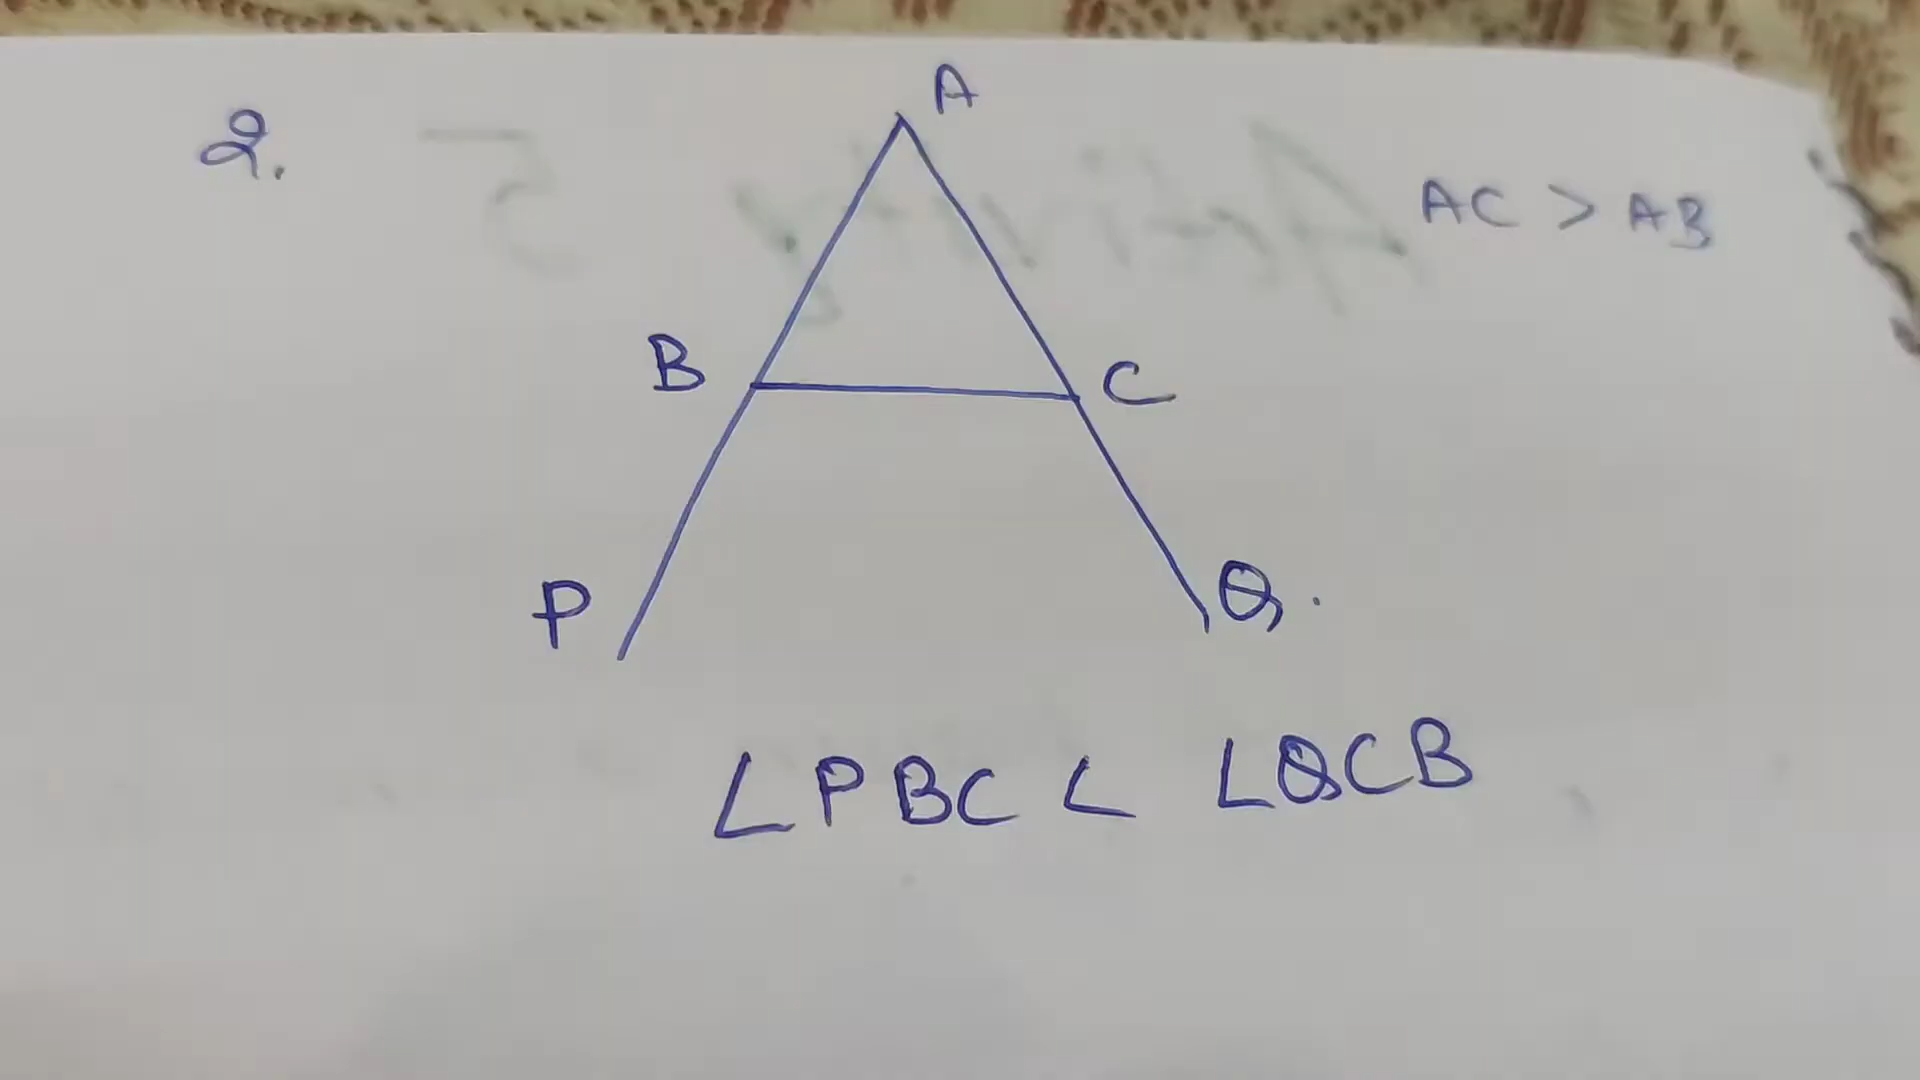 2.
A
AC > AB
B C
P Q.
∠PBC < ∠QCB